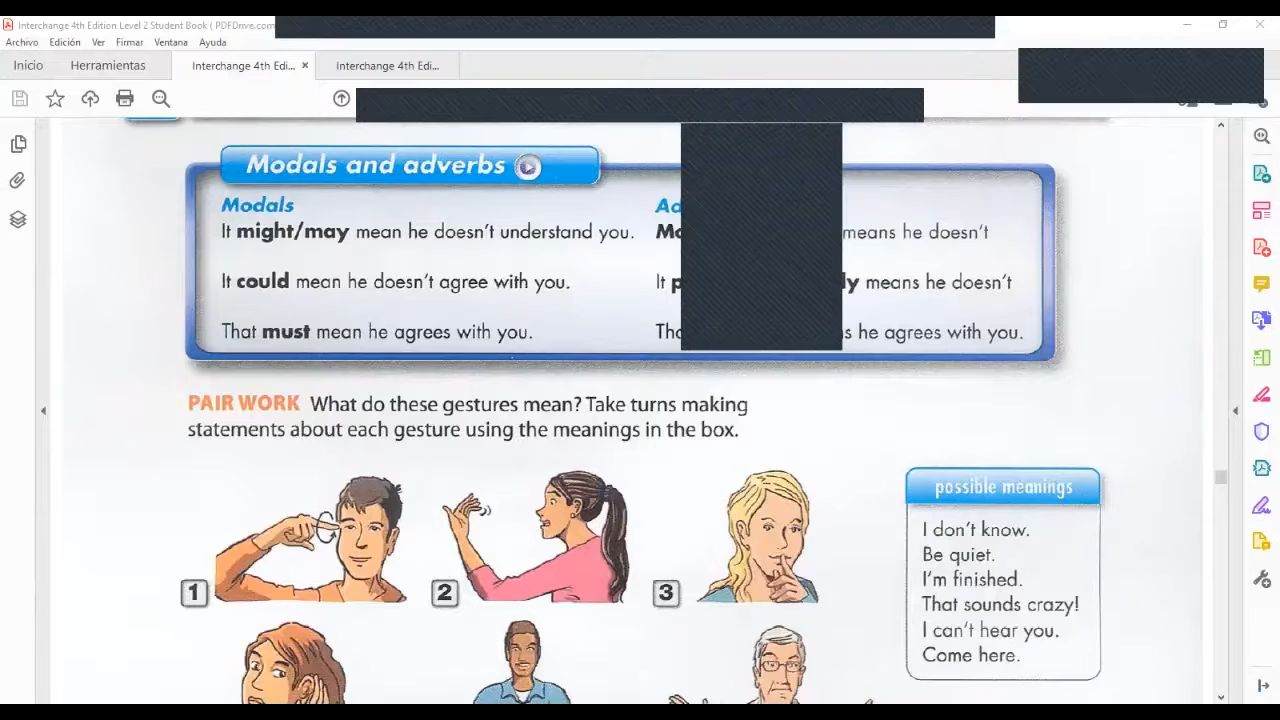 Interchange 4th Edition Level 2 Student Book ( PDFDrive.com
Archivo Edición Ver Firmar Ventana Ayuda
Inicio Herramientas Interchange 4th Edi... × Interchange 4th Edi...
Modals and adverbs
Modals
It might/may mean he doesn't understand you. means he doesn't
It could mean he doesn't agree with you. It means he doesn't
That must mean he agrees with you. he agrees with you.
PAIR WORK What do these gestures mean? Take turns making
statements about each gesture using the meanings in the box.
possible meanings
I don't know.
Be quiet.
I'm finished.
That sounds crazy!
I can't hear you.
Come here.
1 2 3